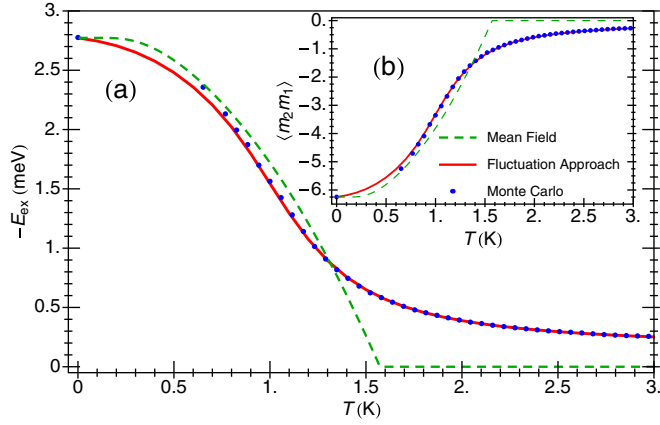 3.
2.5
2.
1.5
1.
0.5
0
−E_ex (meV)
(a)
0 0.5 1. 1.5 2. 2.5 3.
T (K)
0.
−1.
−2.
−3.
−4.
−5.
−6.
⟨m₂m₁⟩
(b)
Mean Field
Fluctuation Approach
Monte Carlo
0. 0.5 1. 1.5 2. 2.5 3.
T (K)